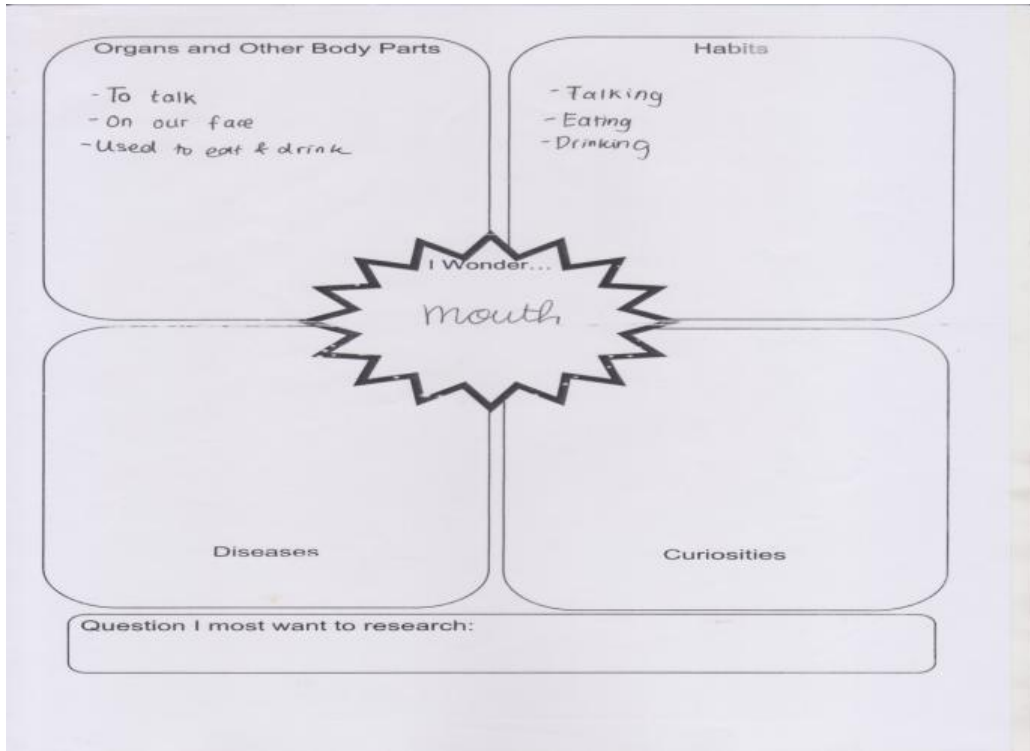 Organs and Other Body Parts
- To talk
- On our face
- Used to eat & drink
Habits
- Talking
- Eating
- Drinking
I Wonder...
mouth
Diseases
Curiosities
Question I most want to research: